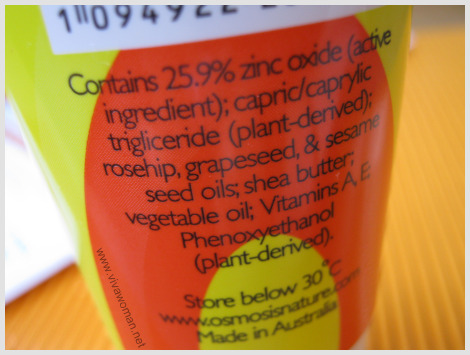 Contains 25.9% zinc oxide (active
ingredient); capric/caprylic
trigliceride (plant-derived);
rosehip, grapeseed, & sesame
seed oils; shea butter;
vegetable oil; Vitamins A, E;
Phenoxyethanol
(plant-derived).
Store below 30°C
www.osmosisnature.com
Made in Australia
www.vivawoman.net